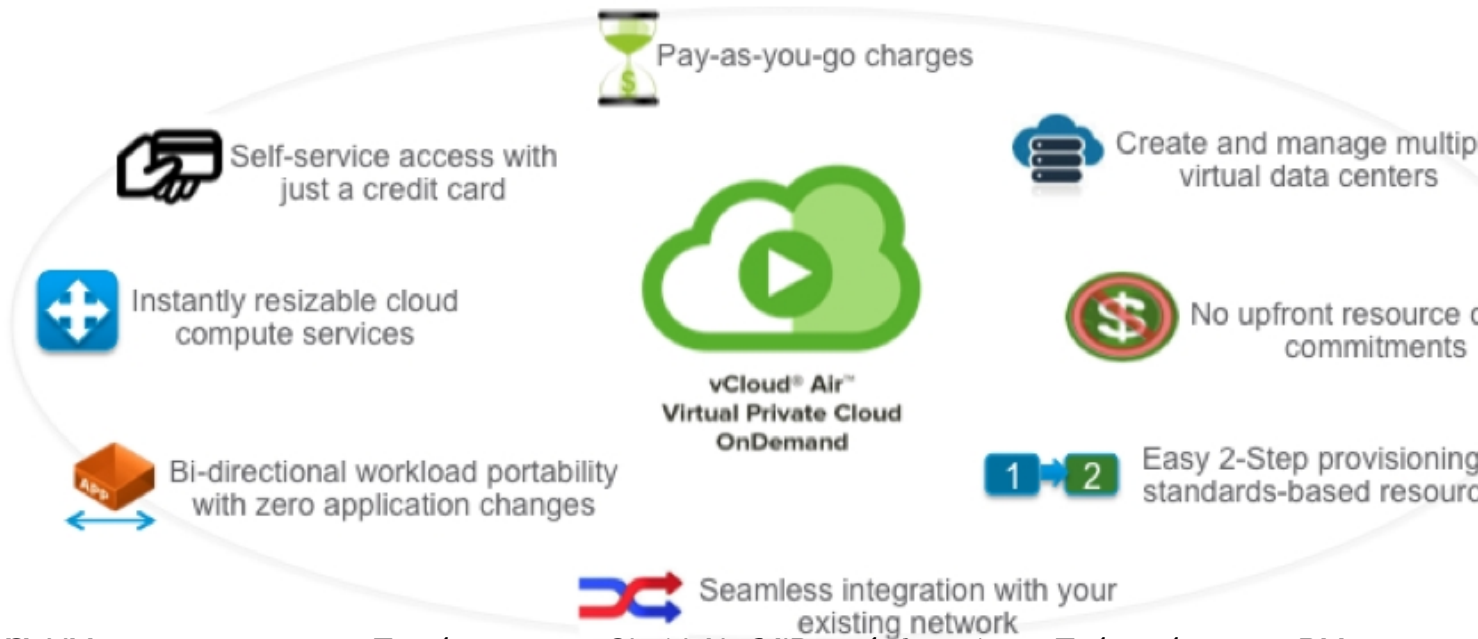 Pay-as-you-go charges
Self-service access with
just a credit card
Create and manage
virtual data centers
Instantly resizable cloud
compute services
No upfront resource
commitments
vCloud® Air™
Virtual Private Cloud
OnDemand
Bi-directional workload portability
with zero application changes
APP
1 2
Easy 2-Step provisioning
standards-based
Seamless integration with your
existing network